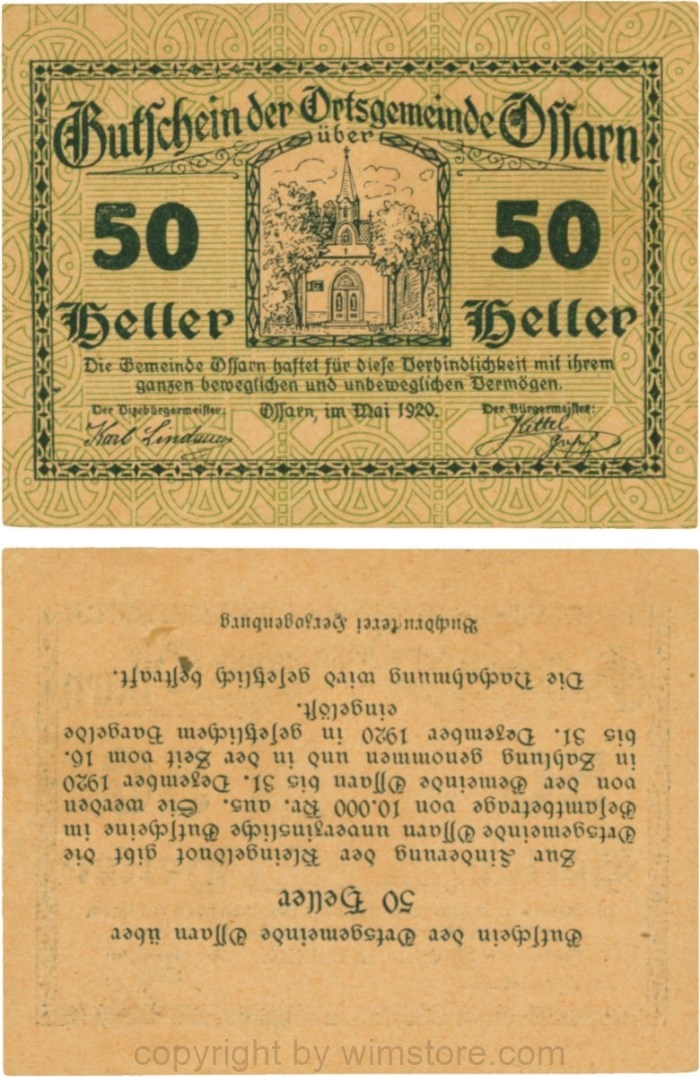 Gutschein der Ortsgemeinde Ossarn
über
50 50
Heller Heller
Die Gemeinde Ossarn haftet für diese Verbindlichkeit mit ihrem
ganzen beweglichen und unbeweglichen Vermögen.
Der Vizebürgermeister: Ossarn, im Mai 1920. Der Bürgermeister:
Karl
Gutschein der Ortsgemeinde Ossarn über
50 Heller
Zur Linderung der Kleingeldnot gibt die
Ortsgemeinde Ossarn unverzinsliche Gutscheine im
Gesamtbetrage von 10.000 Kr. aus. Sie werden
von der Gemeinde Ossarn bis 31. Dezember 1920
in Zahlung genommen und in der Zeit vom 16.
bis 31. Dezember 1920 in gesetzlichem Bargelde
eingelöst.
Die Nachahmung wird gesetzlich bestraft.
Buchdruckerei Herzogenburg
copyright by wimstore.com